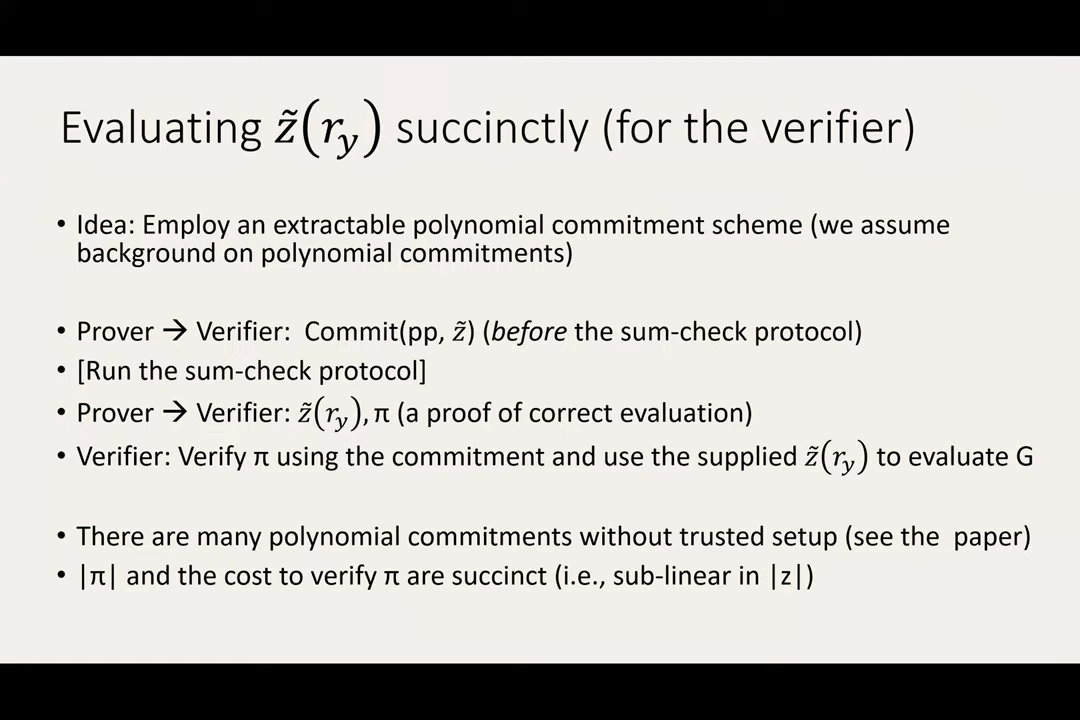 Evaluating z̃(r_y) succinctly (for the verifier)
• Idea: Employ an extractable polynomial commitment scheme (we assume
background on polynomial commitments)
• Prover → Verifier: Commit(pp, z̃) (before the sum-check protocol)
• [Run the sum-check protocol]
• Prover → Verifier: z̃(r_y), π (a proof of correct evaluation)
• Verifier: Verify π using the commitment and use the supplied z̃(r_y) to evaluate G
• There are many polynomial commitments without trusted setup (see the paper)
• |π| and the cost to verify π are succinct (i.e., sub-linear in |z|)